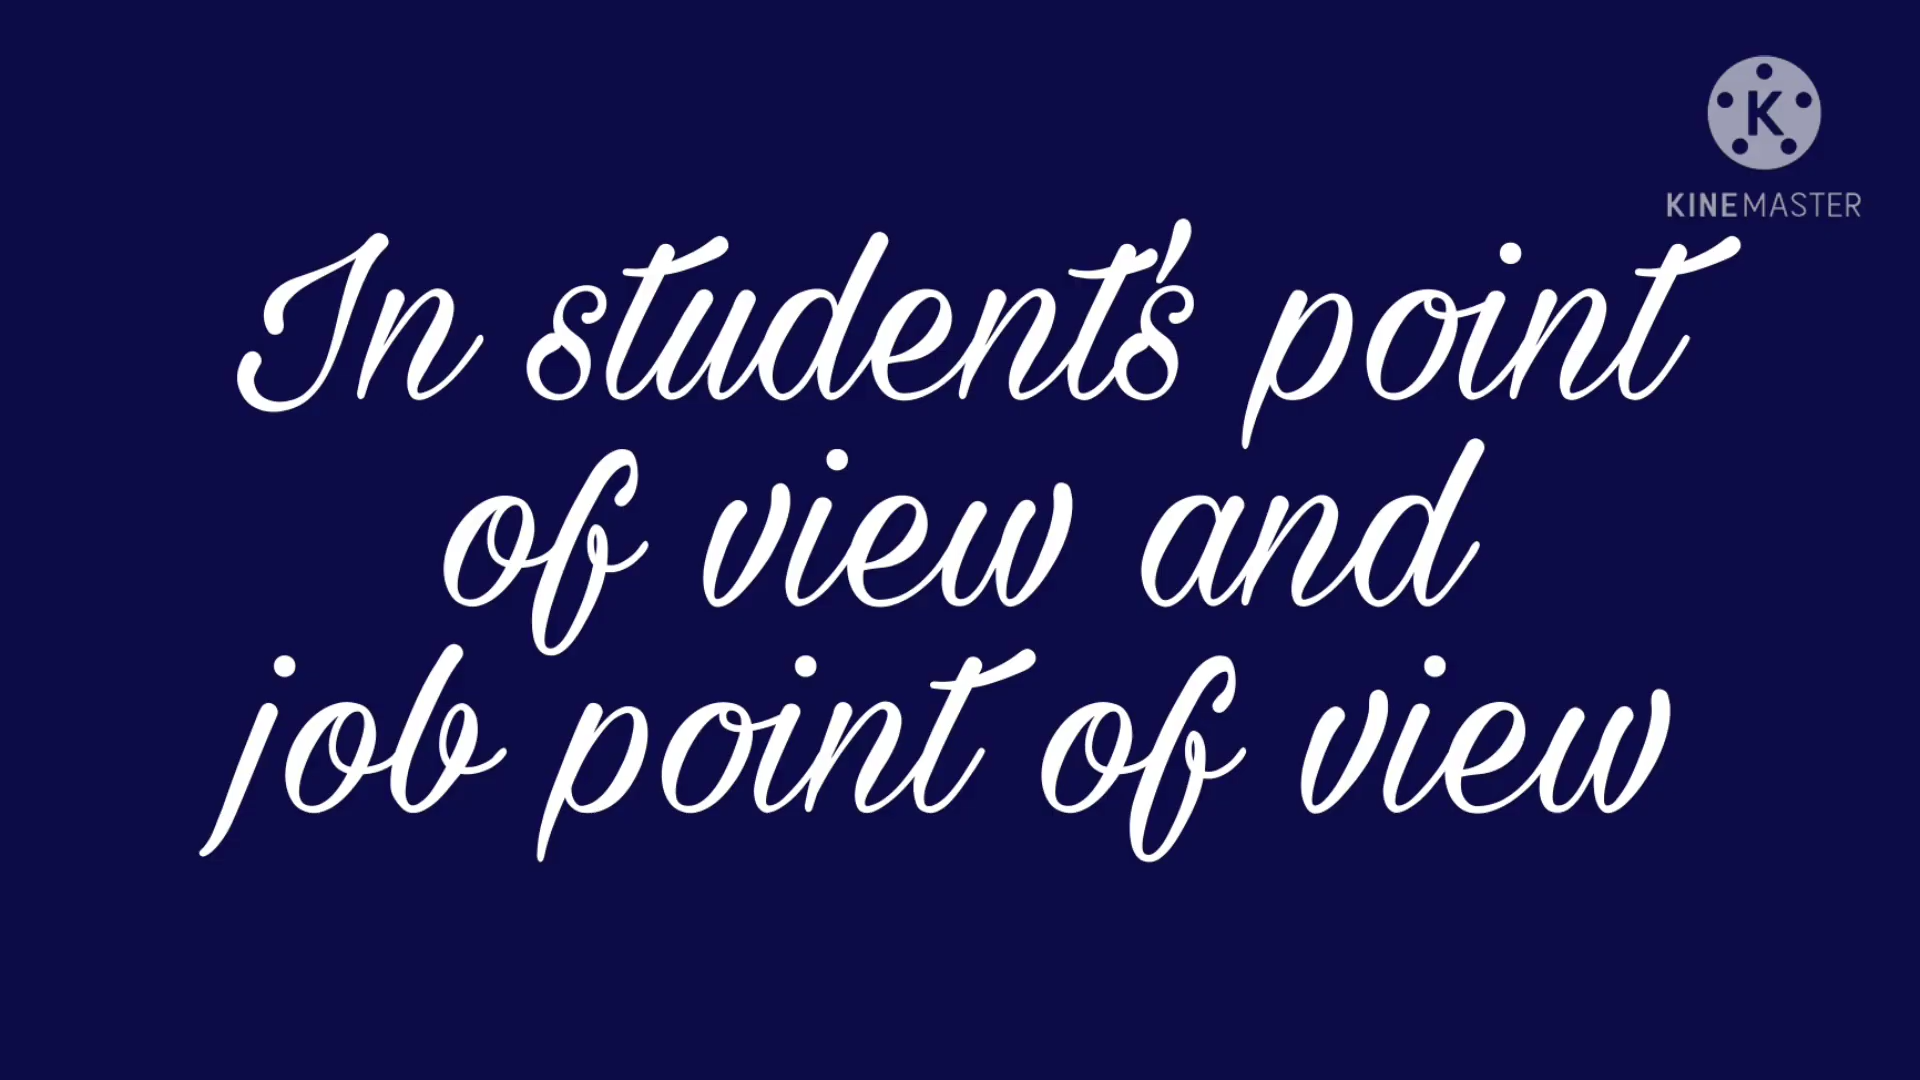 K
KINEMASTER
In student's point
of view and
job point of view